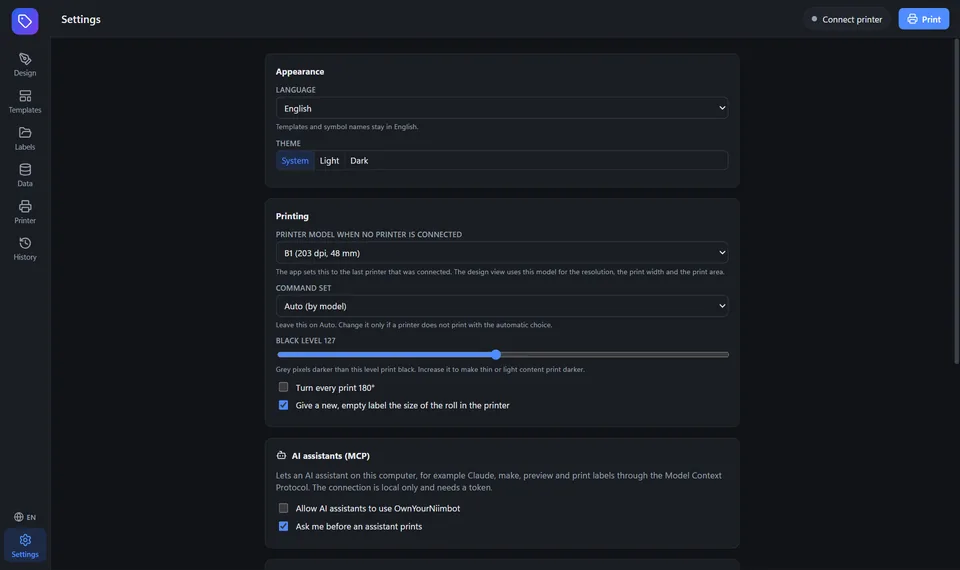 Settings
Connect printer
Print
Design
Templates
Labels
Data
Printer
History
EN
Settings
Appearance
LANGUAGE
English
Templates and symbol names stay in English.
THEME
System Light Dark
Printing
PRINTER MODEL WHEN NO PRINTER IS CONNECTED
B1 (203 dpi, 48 mm)
The app sets this to the last printer that was connected. The design view uses this model for the resolution, the print width and the print area.
COMMAND SET
Auto (by model)
Leave this on Auto. Change it only if a printer does not print with the automatic choice.
BLACK LEVEL 127
Grey pixels darker than this level print black. Increase it to make thin or light content print darker.
Turn every print 180°
Give a new, empty label the size of the roll in the printer
AI assistants (MCP)
Lets an AI assistant on this computer, for example Claude, make, preview and print labels through the Model Context
Protocol. The connection is local only and needs a token.
Allow AI assistants to use OwnYourNiimbot
Ask me before an assistant prints